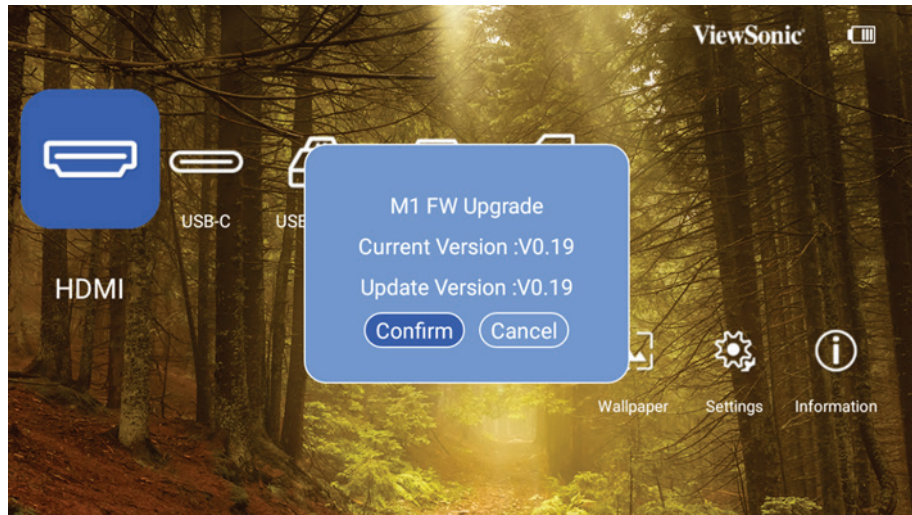 ViewSonic
USB-C
USB
HDMI
M1 FW Upgrade
Current Version :V0.19
Update Version :V0.19
Confirm
Cancel
Wallpaper
Settings
Information